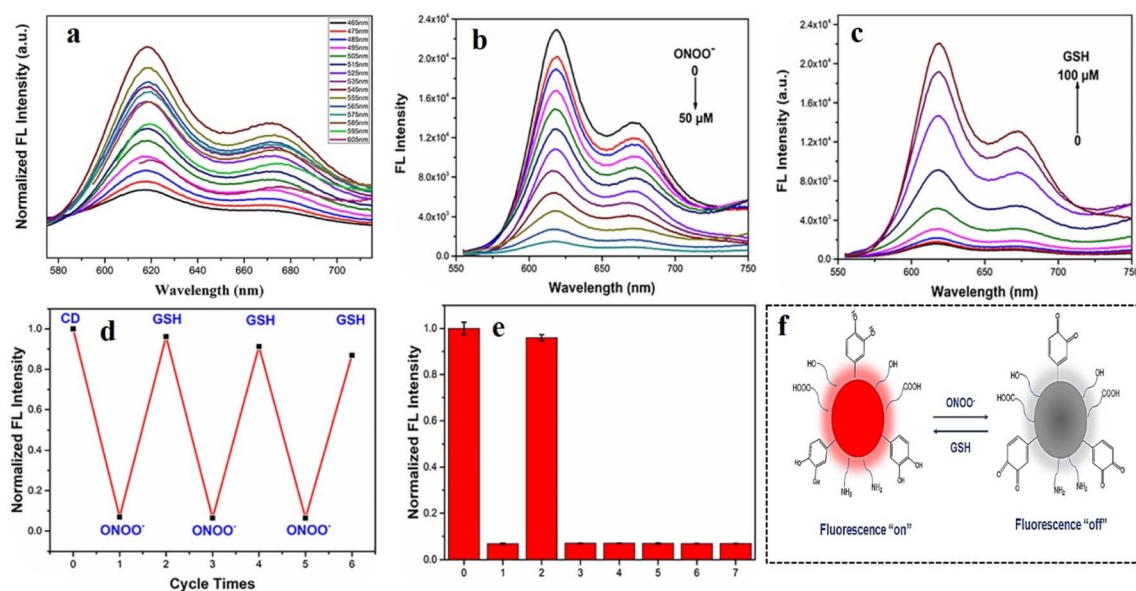 a
Normalized FL Intensity (a.u.)
465nm
475nm
485nm
495nm
505nm
515nm
525nm
535nm
545nm
555nm
565nm
575nm
585nm
595nm
605nm
580 600 620 640 660 680 700
Wavelength (nm)
b
FL Intensity
2.4x10⁴
2.0x10⁴
1.6x10⁴
1.2x10⁴
8.0x10³
4.0x10³
0.0
ONOO⁻
0
50 μM
550 600 650 700 750
Wavelength (nm)
c
FL Intensity (a.u.)
2.4x10⁴
2.0x10⁴
1.6x10⁴
1.2x10⁴
8.0x10³
4.0x10³
0.0
GSH
100 μM
0
550 600 650 700 750
Wavelength (nm)
d
Normalized Intensity
1.0
0.8
0.6
0.4
0.2
0.0
CD GSH GSH GSH
ONOO⁻ ONOO⁻ ONOO⁻
0 1 2 3 4 5 6
Cycle Times
e
Normalized FL Intensity
1.0
0.8
0.6
0.4
0.2
0.0
0 1 2 3 4 5 6 7
f
HO OH
HOOC COOH
OH OH
NH₂ NH₂
ONOO⁻
GSH
O O
HO OH
HOOC COOH
O O O O
NH₂ NH₂
Fluorescence "on"
Fluorescence "off"